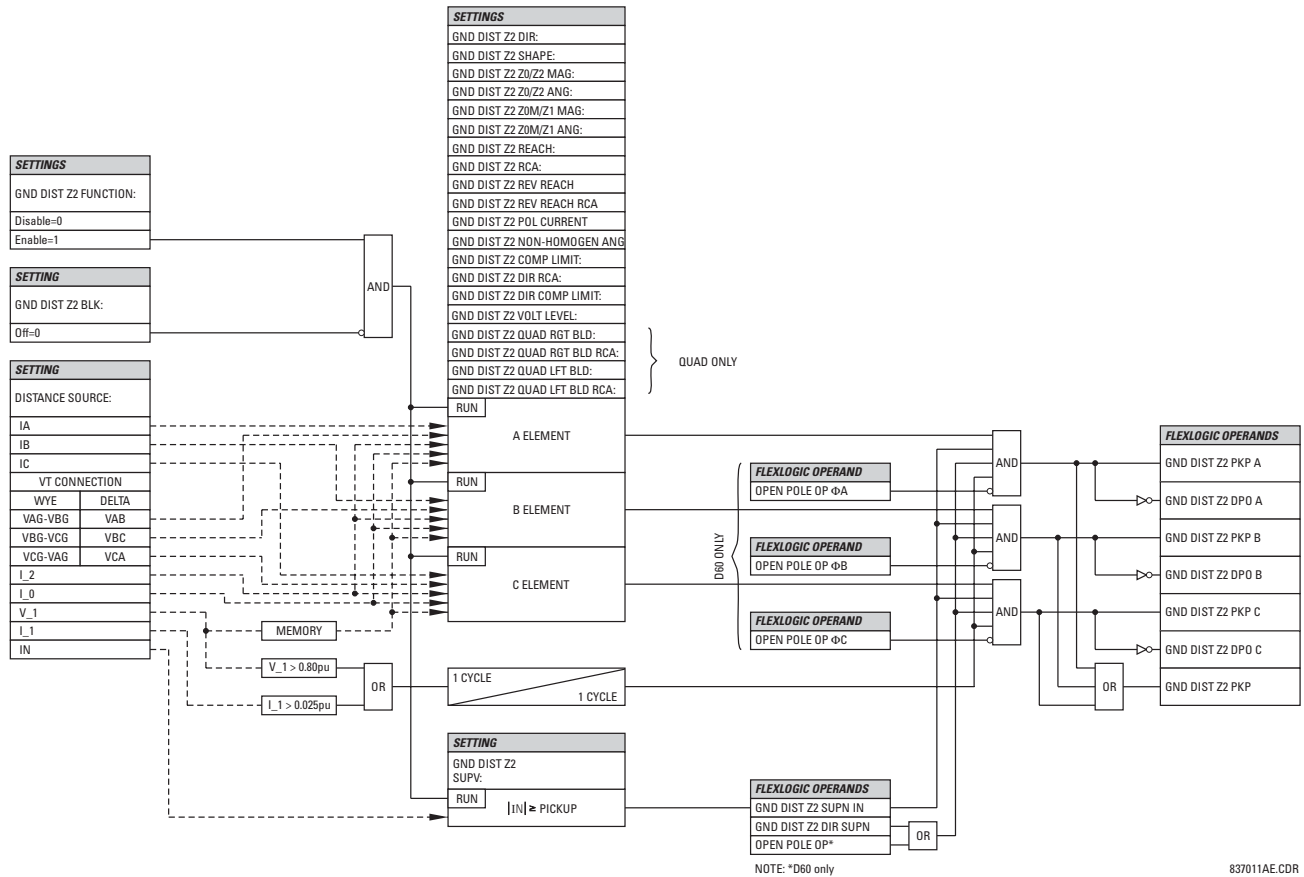 SETTINGS
GND DIST Z2 DIR:
GND DIST Z2 SHAPE:
GND DIST Z2 Z0/Z2 MAG:
GND DIST Z2 Z0/Z2 ANG:
GND DIST Z2 Z0M/Z1 MAG:
GND DIST Z2 Z0M/Z1 ANG:
GND DIST Z2 REACH:
GND DIST Z2 RCA:
GND DIST Z2 REV REACH
GND DIST Z2 REV REACH RCA
GND DIST Z2 POL CURRENT
GND DIST Z2 NON-HOMOGEN ANG
GND DIST Z2 COMP LIMIT:
GND DIST Z2 DIR RCA:
GND DIST Z2 DIR COMP LIMIT:
GND DIST Z2 VOLT LEVEL:
GND DIST Z2 QUAD RGT BLD:
GND DIST Z2 QUAD RGT BLD RCA:
GND DIST Z2 QUAD LFT BLD:
GND DIST Z2 QUAD LFT BLD RCA:
QUAD ONLY
RUN
A ELEMENT
RUN
B ELEMENT
RUN
C ELEMENT
SETTINGS
GND DIST Z2 FUNCTION:
Disable=0
Enable=1
SETTING
GND DIST Z2 BLK:
Off=0
AND
SETTING
DISTANCE SOURCE:
IA
IB
IC
VT CONNECTION
WYE DELTA
VAG-VBG VAB
VBG-VCG VBC
VCG-VAG VCA
I_2
I_0
V_1
I_1
IN
MEMORY
V_1 > 0.80pu
I_1 > 0.025pu
OR
1 CYCLE
1 CYCLE
SETTING
GND DIST Z2
SUPV:
RUN
|IN| ≥ PICKUP
D60 ONLY
FLEXLOGIC OPERAND
OPEN POLE OP ΦA
FLEXLOGIC OPERAND
OPEN POLE OP ΦB
FLEXLOGIC OPERAND
OPEN POLE OP ΦC
FLEXLOGIC OPERANDS
GND DIST Z2 SUPN IN
GND DIST Z2 DIR SUPN
OPEN POLE OP*
OR
NOTE: *D60 only
AND
AND
AND
OR
FLEXLOGIC OPERANDS
GND DIST Z2 PKP A
GND DIST Z2 DPO A
GND DIST Z2 PKP B
GND DIST Z2 DPO B
GND DIST Z2 PKP C
GND DIST Z2 DPO C
GND DIST Z2 PKP
837011AE.CDR